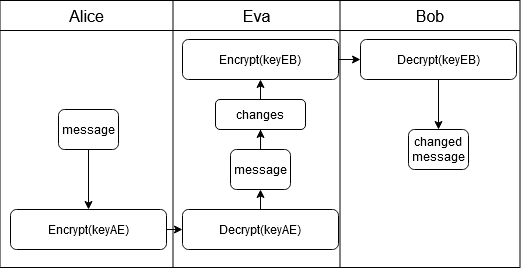 Alice
Eva
Bob
Encrypt(keyEB)
Decrypt(keyEB)
message
changes
changed
message
message
Encrypt(keyAE)
Decrypt(keyAE)